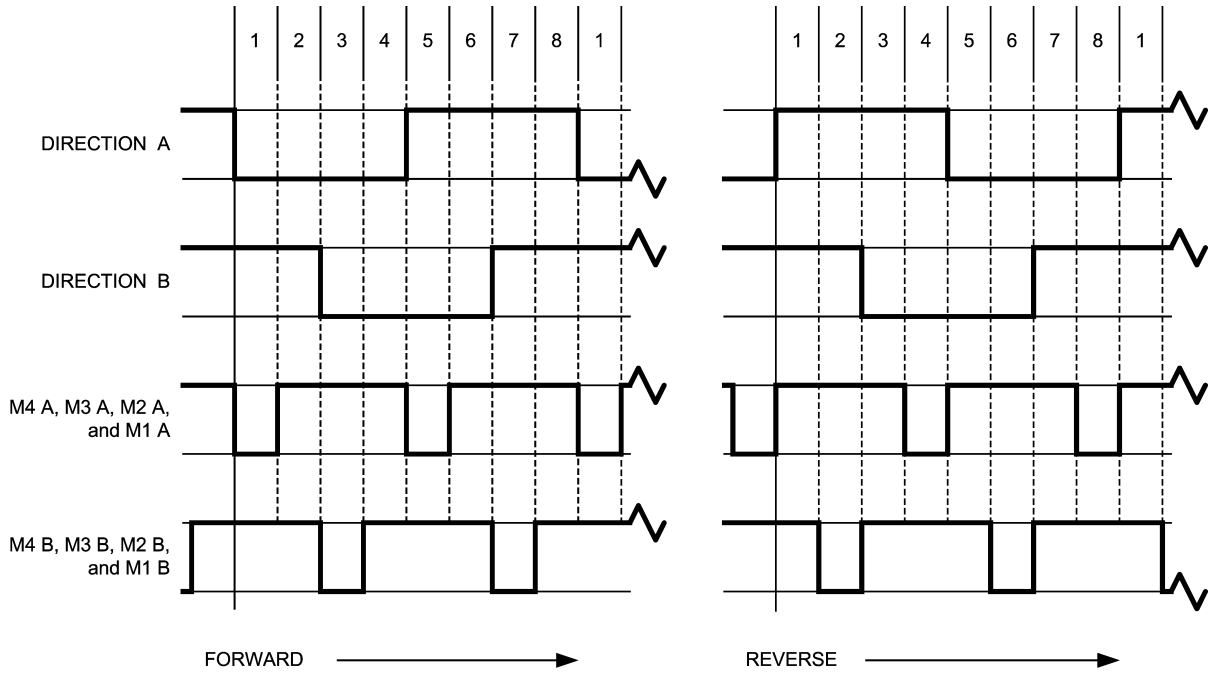 1 2 3 4 5 6 7 8 1
1 2 3 4 5 6 7 8 1
DIRECTION A
DIRECTION B
M4 A, M3 A, M2 A,
and M1 A
M4 B, M3 B, M2 B,
and M1 B
FORWARD
REVERSE